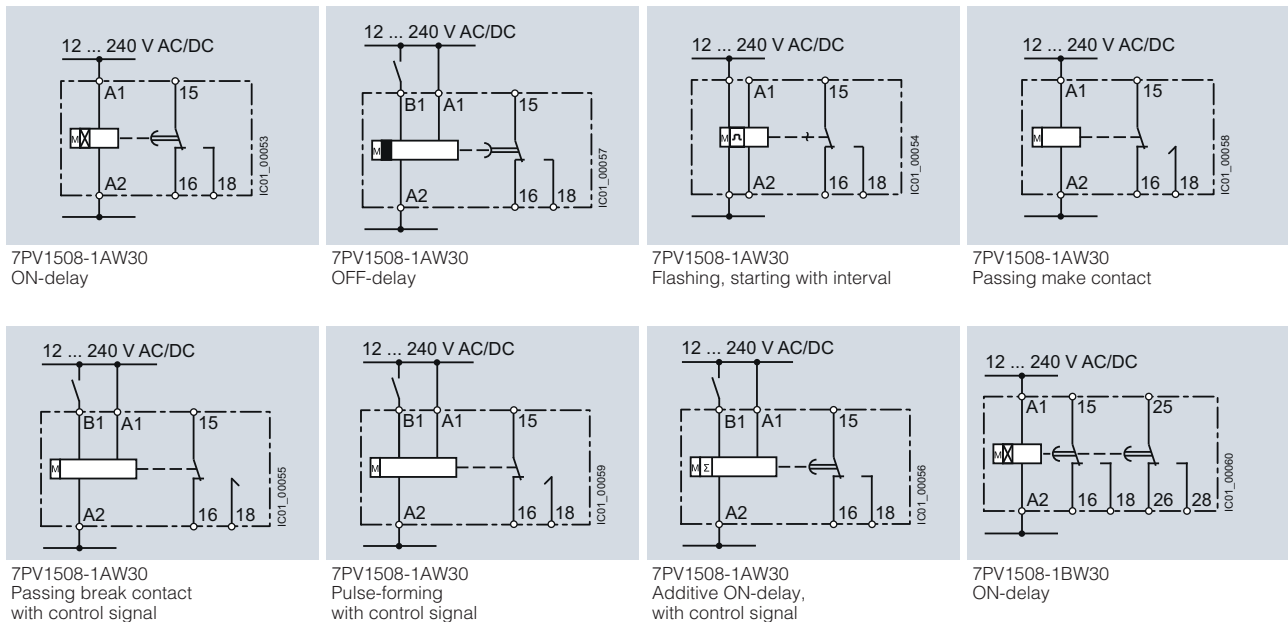 12 ... 240 V AC/DC
A1
15
M
A2
16
18
IC01_00053
7PV1508-1AW30
ON-delay
12 ... 240 V AC/DC
B1
A1
15
M
A2
16
18
IC01_00057
7PV1508-1AW30
OFF-delay
12 ... 240 V AC/DC
A1
15
M
A2
16
18
IC01_00054
7PV1508-1AW30
Flashing, starting with interval
12 ... 240 V AC/DC
A1
15
M
A2
16
18
IC01_00058
7PV1508-1AW30
Passing make contact
12 ... 240 V AC/DC
B1
A1
15
M
A2
16
18
IC01_00055
7PV1508-1AW30
Passing break contact
with control signal
12 ... 240 V AC/DC
B1
A1
15
M
A2
16
18
IC01_00059
7PV1508-1AW30
Pulse-forming
with control signal
12 ... 240 V AC/DC
B1
A1
15
M Σ
A2
16
18
IC01_00056
7PV1508-1AW30
Additive ON-delay,
with control signal
12 ... 240 V AC/DC
A1
15
25
M
A2
16
18
26
28
IC01_00060
7PV1508-1BW30
ON-delay